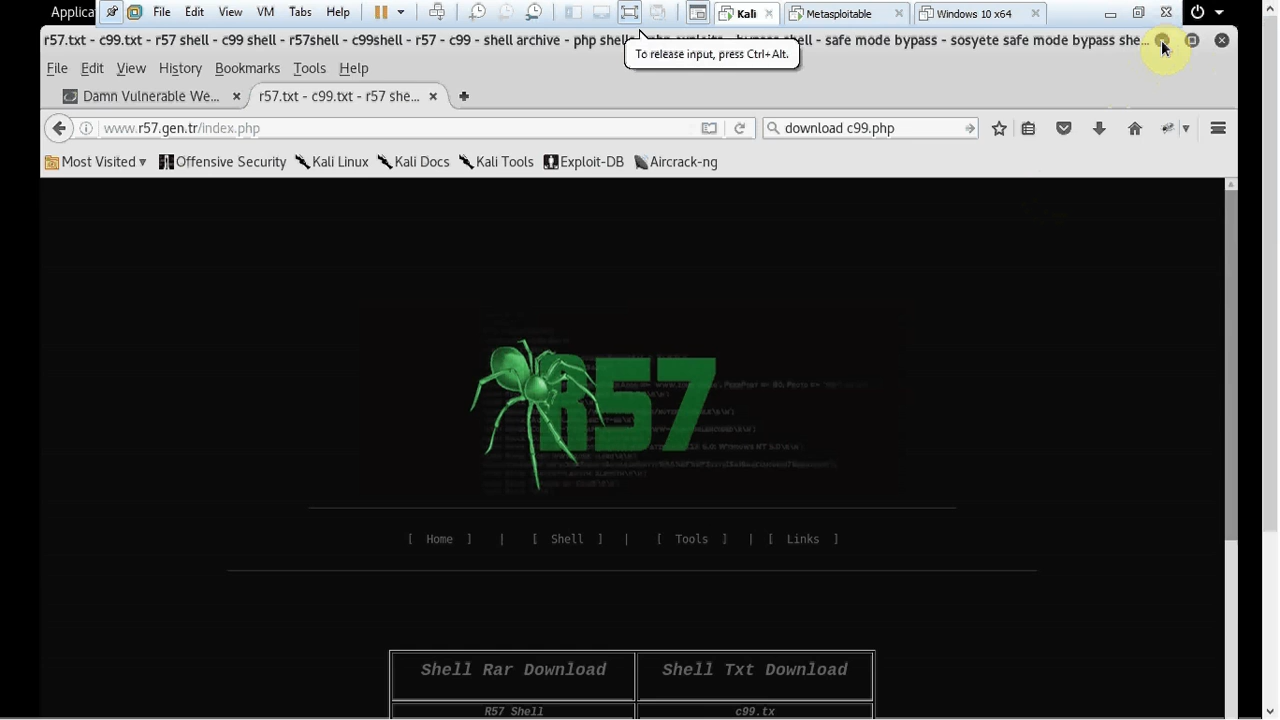 Applicat File Edit View VM Tabs Help Kali Metasploitable Windows 10 x64
r57.txt - c99.txt - r57 shell - c99 shell - r57shell - c99shell - r57 - c99 - shell archive - php shells - php exploits - bypass shell - safe mode bypass - sosyete safe mode bypass she...
To release input, press Ctrl+Alt.
File Edit View History Bookmarks Tools Help
Damn Vulnerable We... r57.txt - c99.txt - r57 she...
www.r57.gen.tr/index.php download c99.php
Most Visited Offensive Security Kali Linux Kali Docs Kali Tools Exploit-DB Aircrack-ng
R57
[ Home ] | [ Shell ] | [ Tools ] | [ Links ]
Shell Rar Download Shell Txt Download
R57 Shell c99.tx